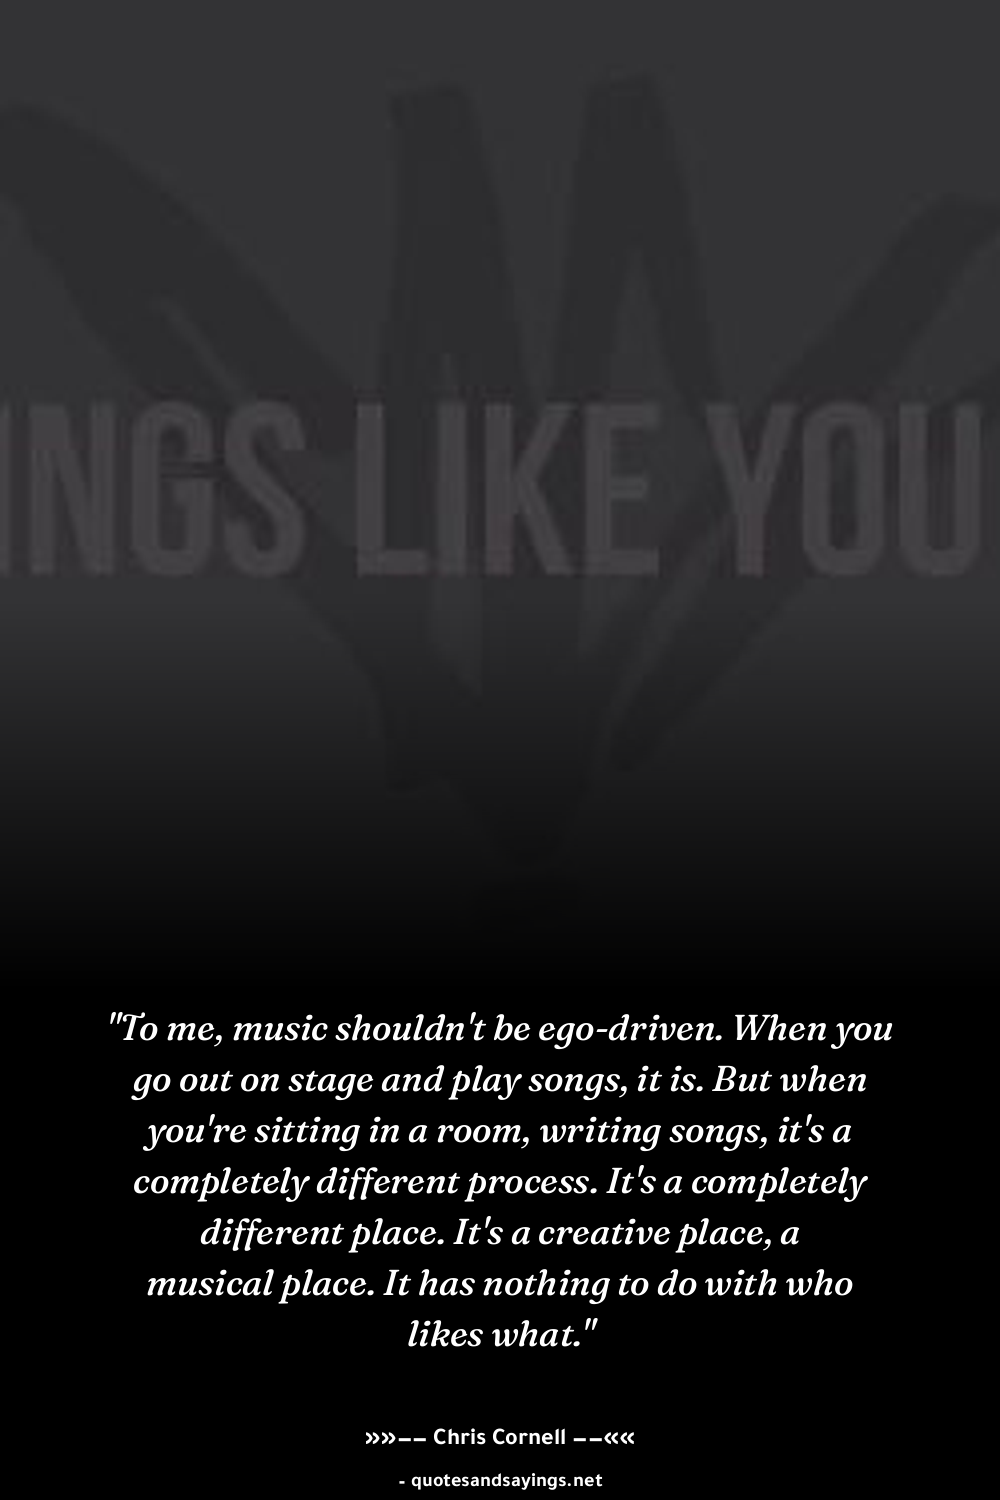 INGS LIKE YOU
"To me, music shouldn't be ego-driven. When you
go out on stage and play songs, it is. But when
you're sitting in a room, writing songs, it's a
completely different process. It's a completely
different place. It's a creative place, a
musical place. It has nothing to do with who
likes what."
»»–– Chris Cornell ––««
- quotesandsayings.net